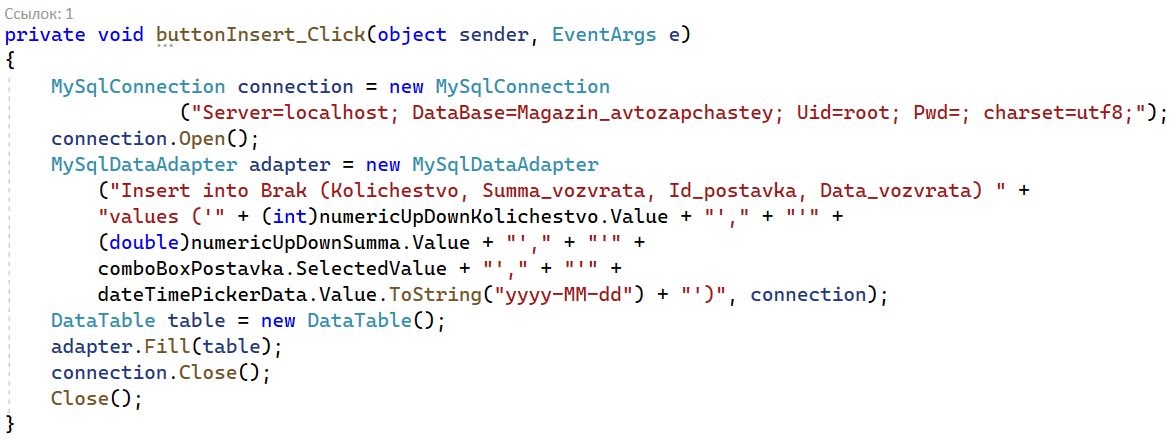 Ссылок: 1
private void buttonInsert_Click(object sender, EventArgs e)
{
    MySqlConnection connection = new MySqlConnection
               ("Server=localhost; DataBase=Magazin_avtozapchastey; Uid=root; Pwd=; charset=utf8;");
    connection.Open();
    MySqlDataAdapter adapter = new MySqlDataAdapter
        ("Insert into Brak (Kolichestvo, Summa_vozvrata, Id_postavka, Data_vozvrata) " +
        "values ('" + (int)numericUpDownKolichestvo.Value + "'," + "'" +
        (double)numericUpDownSumma.Value + "'," + "'" +
        comboBoxPostavka.SelectedValue + "'," + "'" +
        dateTimePickerData.Value.ToString("yyyy-MM-dd") + "')", connection);
    DataTable table = new DataTable();
    adapter.Fill(table);
    connection.Close();
    Close();
}